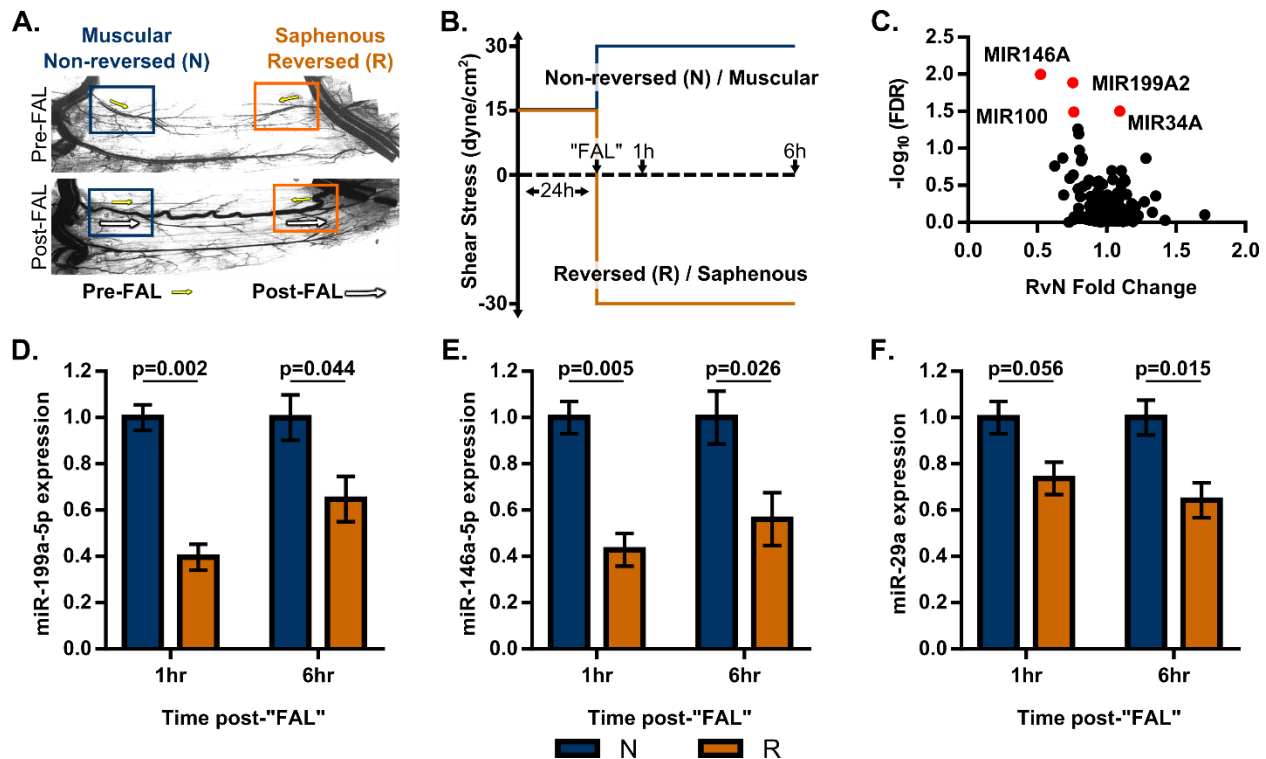 A.
Muscular
Non-reversed (N)
Saphenous
Reversed (R)
Pre-FAL
Post-FAL
Pre-FAL
Post-FAL
B.
Shear Stress (dyne/cm²)
30
15
0
-30
Non-reversed (N) / Muscular
"FAL"
1h
6h
24h
Reversed (R) / Saphenous
C.
-log₁₀ (FDR)
2.5
2.0
1.5
1.0
0.5
0.0
MIR146A
MIR199A2
MIR100
MIR34A
0.0 0.5 1.0 1.5 2.0
RvN Fold Change
D.
miR-199a-5p expression
1.2
1.0
0.8
0.6
0.4
0.2
0.0
p=0.002
p=0.044
1hr 6hr
Time post-"FAL"
E.
miR-146a-5p expression
1.2
1.0
0.8
0.6
0.4
0.2
0.0
p=0.005
p=0.026
1hr 6hr
Time post-"FAL"
F.
miR-29a expression
1.2
1.0
0.8
0.6
0.4
0.2
0.0
p=0.056
p=0.015
1hr 6hr
Time post-"FAL"
N R